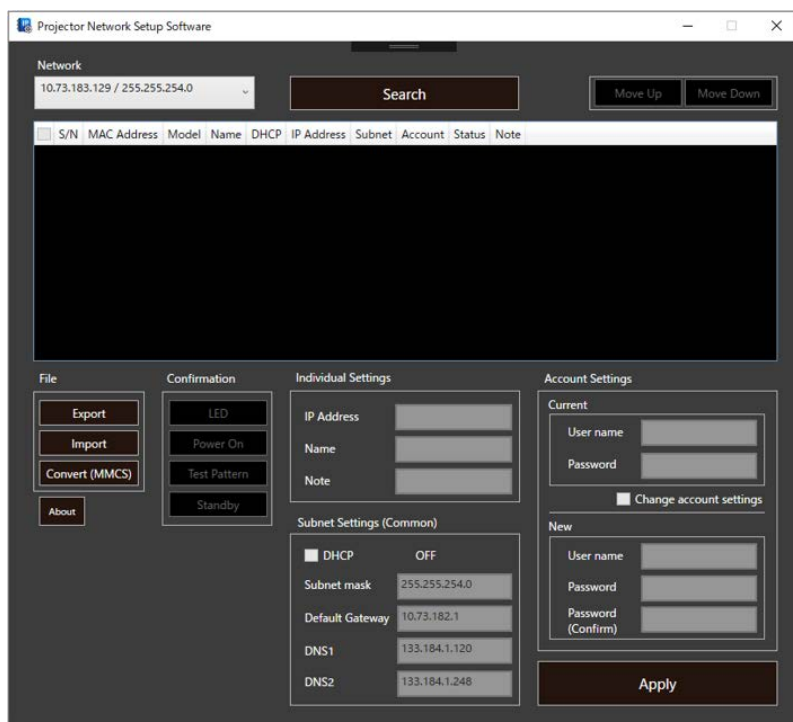 Projector Network Setup Software
Network
10.73.183.129 / 255.255.254.0
Search
Move Up
Move Down
S/N MAC Address Model Name DHCP IP Address Subnet Account Status Note
File
Export
Import
Convert (MMCS)
About
Confirmation
LED
Power On
Test Pattern
Standby
Individual Settings
IP Address
Name
Note
Subnet Settings (Common)
DHCP OFF
Subnet mask 255.255.254.0
Default Gateway 10.73.182.1
DNS1 133.184.1.120
DNS2 133.184.1.248
Account Settings
Current
User name
Password
Change account settings
New
User name
Password
Password
(Confirm)
Apply